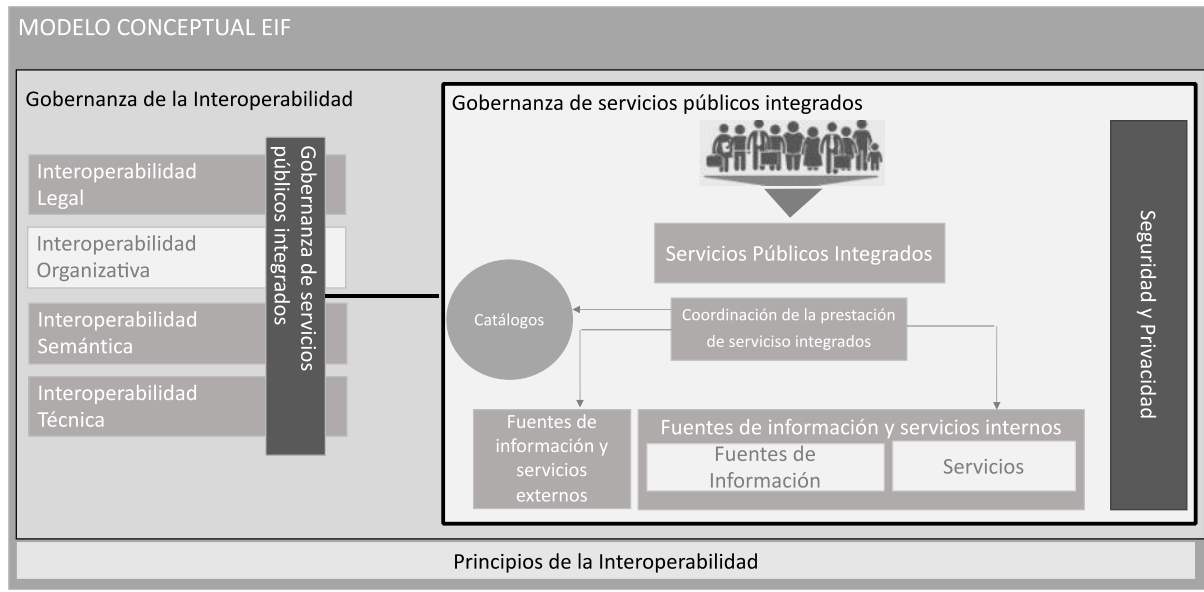 MODELO CONCEPTUAL EIF
Gobernanza de la Interoperabilidad
Interoperabilidad
Legal
Interoperabilidad
Organizativa
Interoperabilidad
Semántica
Interoperabilidad
Técnica
Gobernanza de servicios
públicos integrados
Gobernanza de servicios públicos integrados
Servicios Públicos Integrados
Catálogos
Coordinación de la prestación
de serviciso integrados
Fuentes de
información y
servicios
externos
Fuentes de información y servicios internos
Fuentes de
Información
Servicios
Seguridad y Privacidad
Principios de la Interoperabilidad